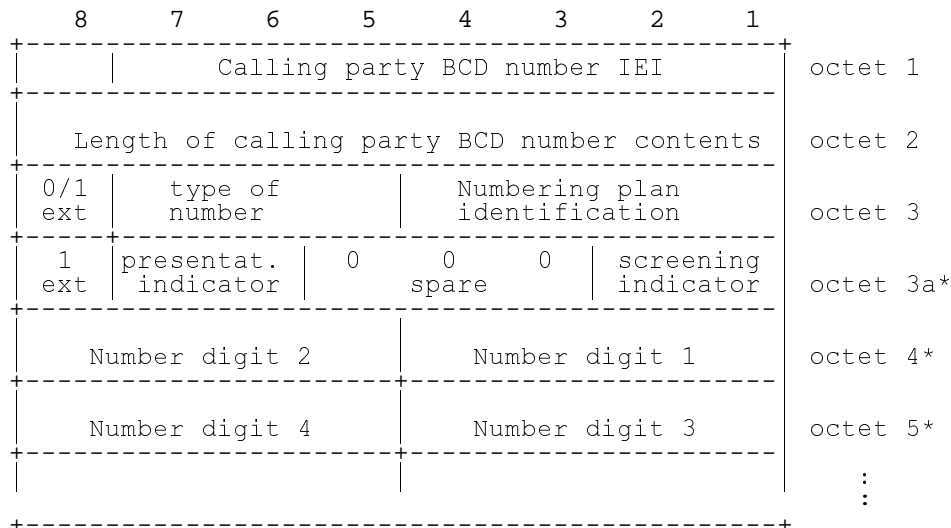 8 7 6 5 4 3 2 1
Calling party BCD number IEI octet 1
Length of calling party BCD number contents octet 2
0/1 type of Numbering plan
ext number identification octet 3
1 presentat. 0 0 0 screening
ext indicator spare indicator octet 3a*
Number digit 2 Number digit 1 octet 4*
Number digit 4 Number digit 3 octet 5*
:
: